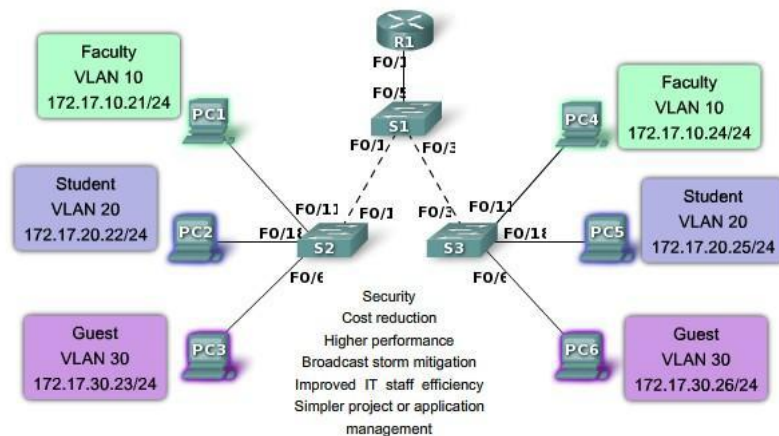 R1
F0/1
F0/5
S1
F0/1
F0/3
Faculty
VLAN 10
172.17.10.21/24
PC1
Faculty
VLAN 10
172.17.10.24/24
PC4
Student
VLAN 20
172.17.20.22/24
PC2
F0/11
F0/18
F0/1
S2
F0/6
F0/3
F0/11
F0/18
S3
F0/6
Student
VLAN 20
172.17.20.25/24
PC5
Guest
VLAN 30
172.17.30.23/24
PC3
Security
Cost reduction
Higher performance
Broadcast storm mitigation
Improved IT staff efficiency
Simpler project or application
management
Guest
VLAN 30
172.17.30.26/24
PC6